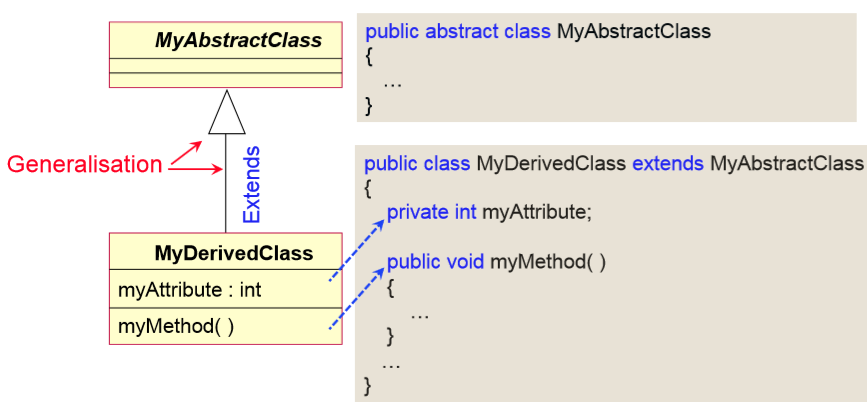 MyAbstractClass
Generalisation
Extends
MyDerivedClass
myAttribute : int
myMethod( )
public abstract class MyAbstractClass
{
...
}
public class MyDerivedClass extends MyAbstractClass
{
private int myAttribute;
public void myMethod( )
{
...
}
...
}